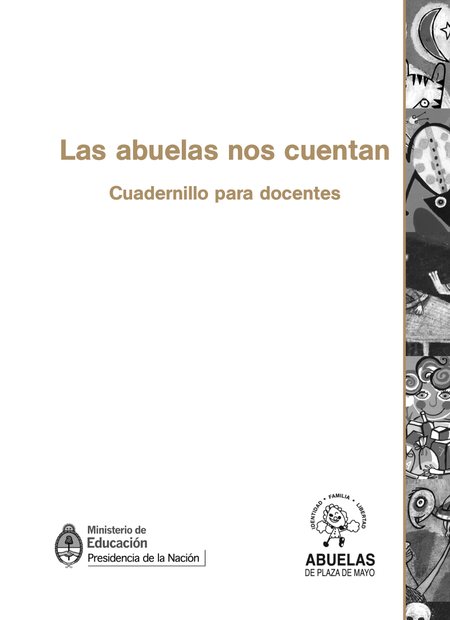 Las abuelas nos cuentan
Cuadernillo para docentes
IDENTIDAD • FAMILIA • LIBERTAD
Ministerio de
Educación
Presidencia de la Nación
ABUELAS
DE PLAZA DE MAYO